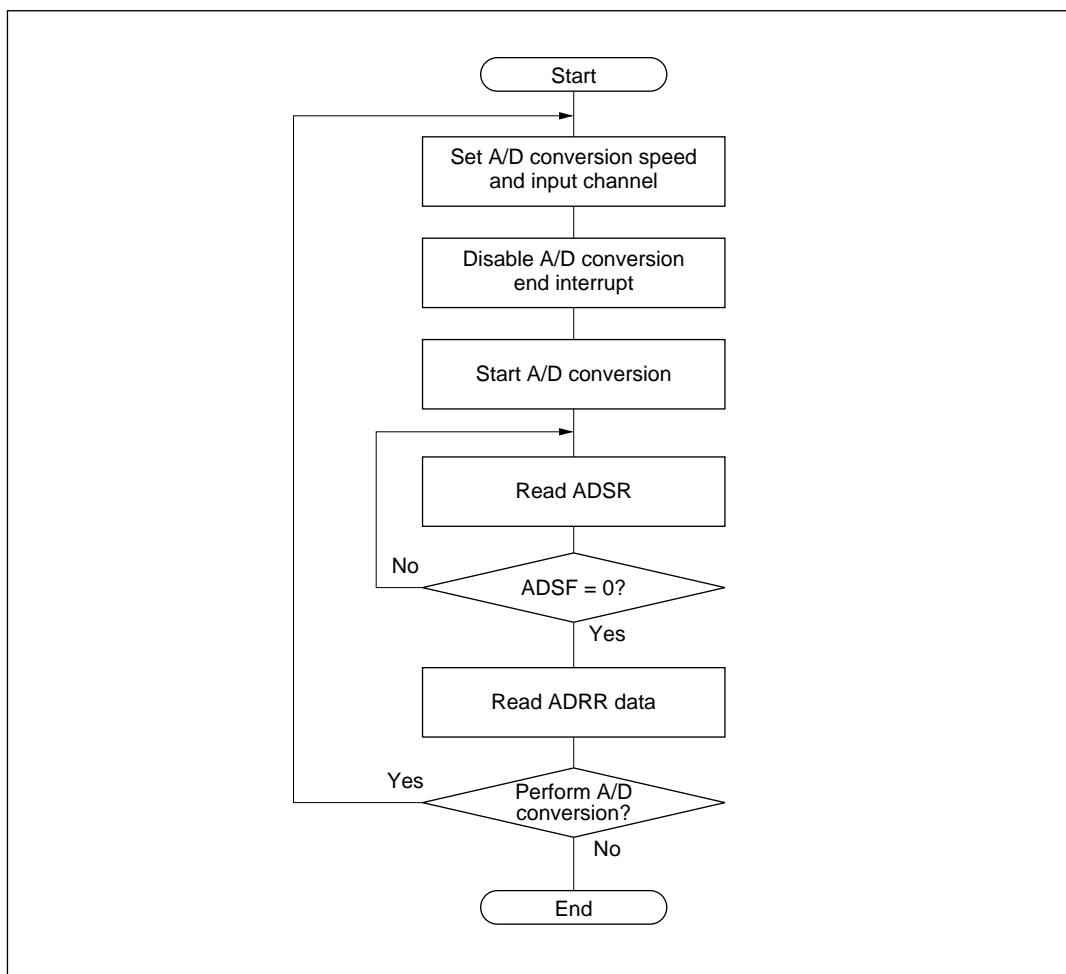 Start
Set A/D conversion speed
and input channel
Disable A/D conversion
end interrupt
Start A/D conversion
Read ADSR
No
ADSF = 0?
Yes
Read ADRR data
Yes
Perform A/D
conversion?
No
End